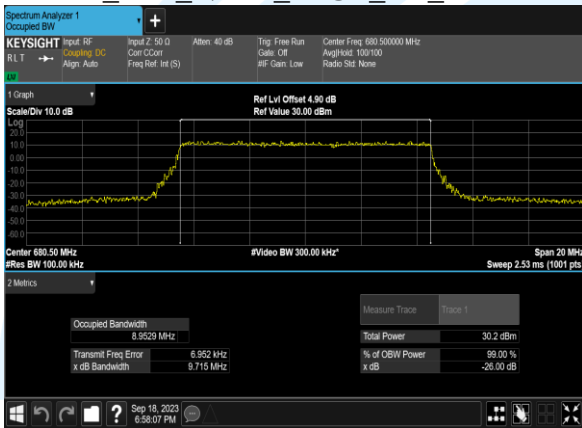 Spectrum Analyzer 1
Occupied BW
KEYSIGHT Input: RF Input Z: 50 Ω Atten: 40 dB Trig: Free Run Center Freq: 680.500000 MHz
RLT Coupling: DC Corr CCorr Gate: Off Avg|Hold: 100/100
Align: Auto Freq Ref: Int (S) #IF Gain: Low Radio Std: None
LV
1 Graph Ref Lvl Offset 4.90 dB
Scale/Div 10.0 dB Ref Value 30.00 dBm
Log
20.0
10.0
0.00
-10.0
-20.0
-30.0
-40.0
-50.0
-60.0
Center 680.50 MHz #Video BW 300.00 kHz* Span 20 MHz
#Res BW 100.00 kHz Sweep 2.53 ms (1001 pts)
2 Metrics
Measure Trace Trace 1
Occupied Bandwidth
8.9529 MHz Total Power 30.2 dBm
Transmit Freq Error 6.952 kHz % of OBW Power 99.00 %
x dB Bandwidth 9.715 MHz x dB -26.00 dB
? Sep 18, 2023
6:58:07 PM